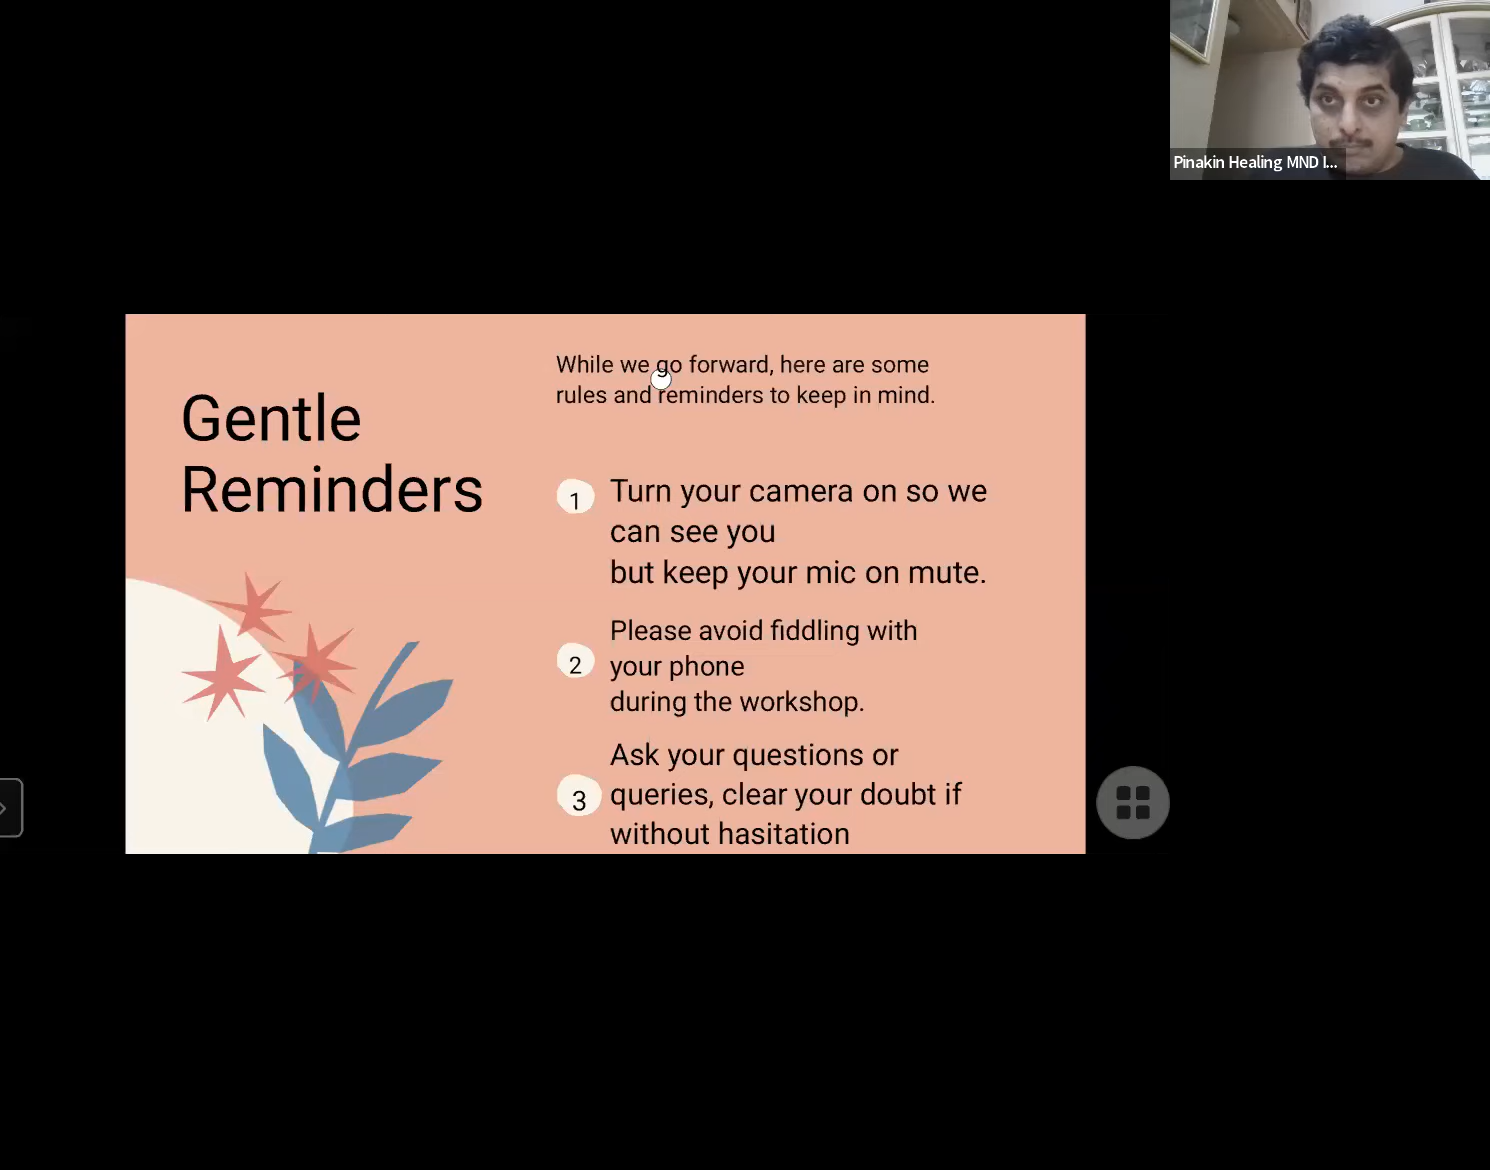 Pinakin Healing MND I...
Gentle
Reminders
While we go forward, here are some
rules and reminders to keep in mind.
1 Turn your camera on so we
can see you
but keep your mic on mute.
2 Please avoid fiddling with
your phone
during the workshop.
3 Ask your questions or
queries, clear your doubt if
without hasitation